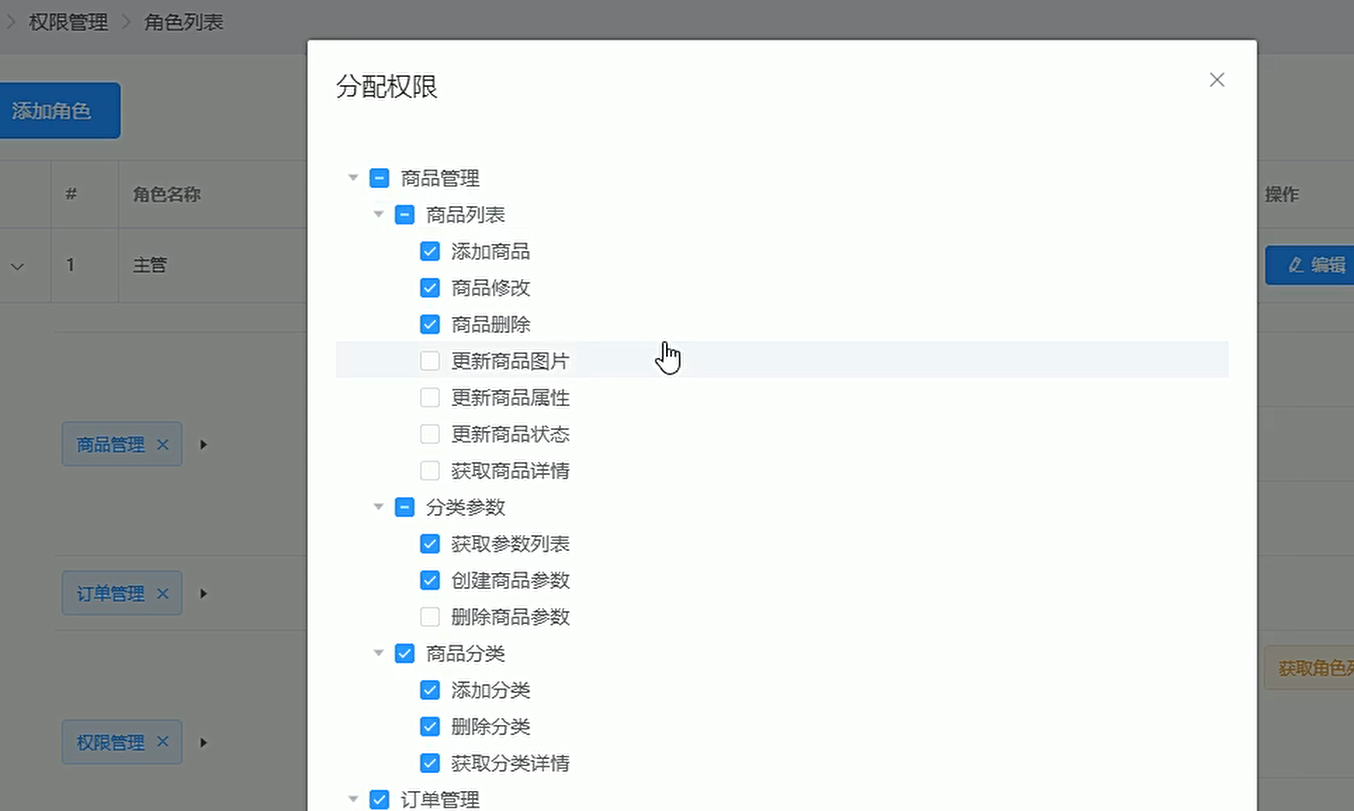 权限管理 角色列表
分配权限
添加角色
# 角色名称 操作
1 主管 编辑
商品管理
商品列表
添加商品
商品修改
商品删除
更新商品图片
更新商品属性
更新商品状态
获取商品详情
分类参数
获取参数列表
创建商品参数
删除商品参数
商品分类
添加分类
删除分类
获取分类详情
订单管理
商品管理
订单管理
权限管理
获取角色列